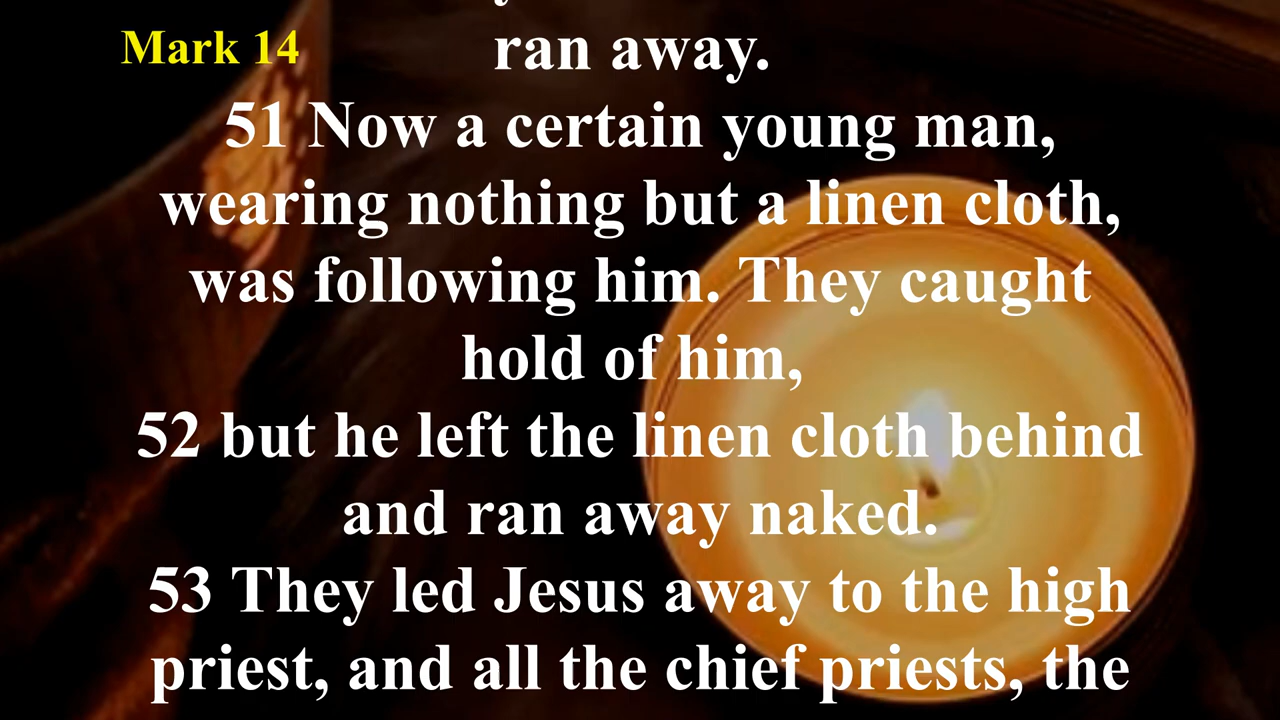 Mark 14
ran away.
51 Now a certain young man,
wearing nothing but a linen cloth,
was following him. They caught
hold of him,
52 but he left the linen cloth behind
and ran away naked.
53 They led Jesus away to the high
priest, and all the chief priests, the